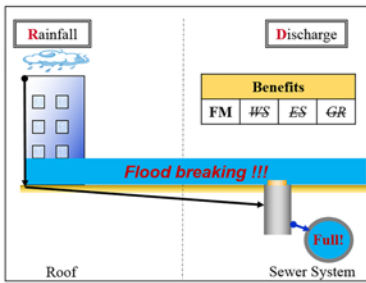 Rainfall
Discharge
Benefits
FM WS ES GR
Flood breaking !!!
Full!
Roof
Sewer System